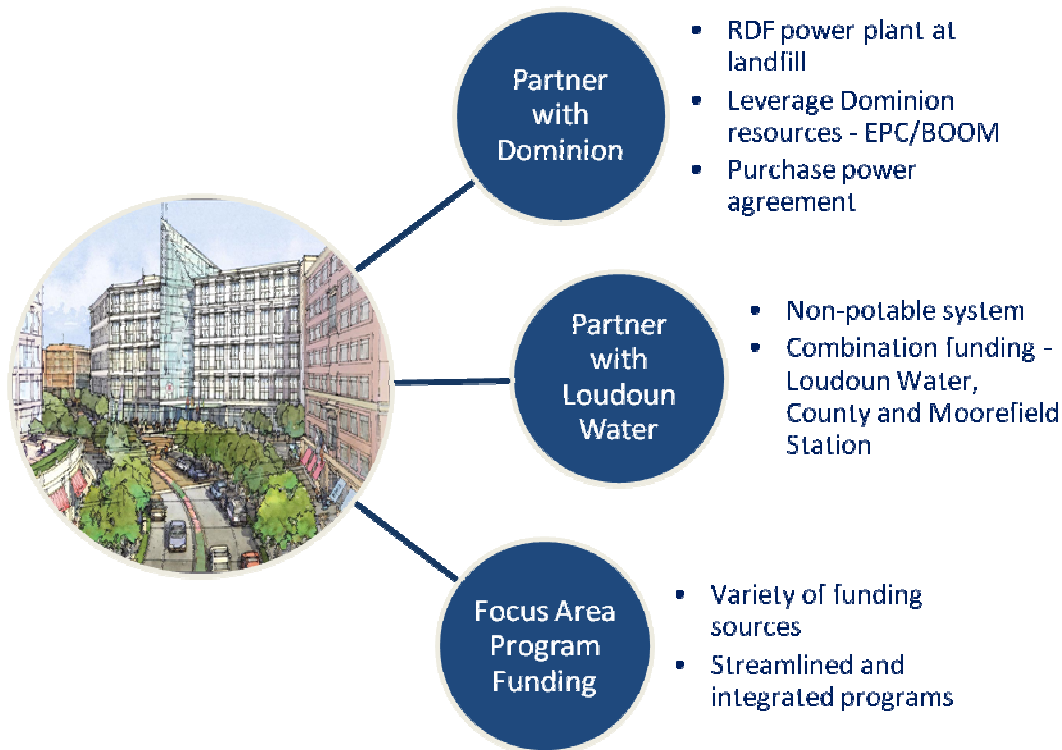 Partner
with
Dominion
• RDF power plant at
landfill
• Leverage Dominion
resources - EPC/BOOM
• Purchase power
agreement
Partner
with
Loudoun
Water
• Non-potable system
• Combination funding -
Loudoun Water,
County and Moorefield
Station
Focus Area
Program
Funding
• Variety of funding
sources
• Streamlined and
integrated programs